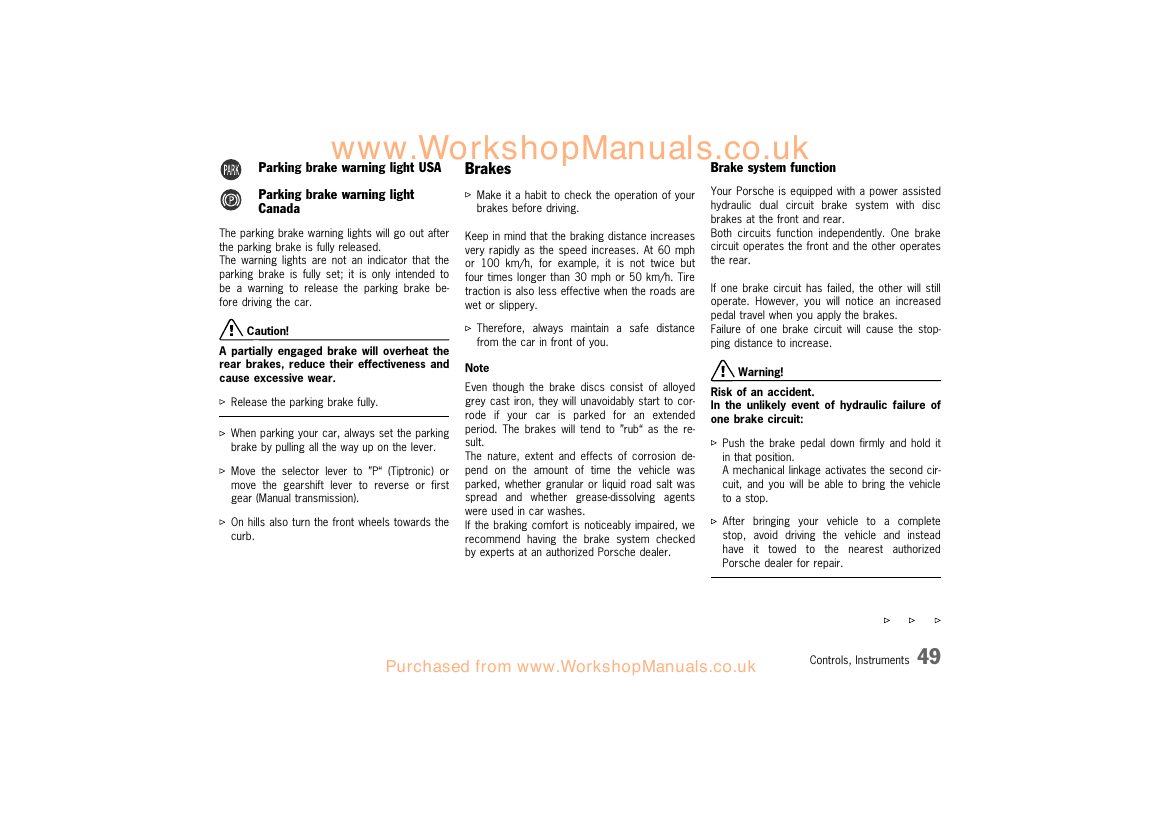 www.WorkshopManuals.co.uk
PARK
Parking brake warning light USA
P
Parking brake warning light
Canada
The parking brake warning lights will go out after
the parking brake is fully released.
The warning lights are not an indicator that the
parking brake is fully set; it is only intended to
be a warning to release the parking brake be-
fore driving the car.
Caution!
A partially engaged brake will overheat the
rear brakes, reduce their effectiveness and
cause excessive wear.
▷ Release the parking brake fully.
▷ When parking your car, always set the parking
brake by pulling all the way up on the lever.
▷ Move the selector lever to ”P“ (Tiptronic) or
move the gearshift lever to reverse or first
gear (Manual transmission).
▷ On hills also turn the front wheels towards the
curb.
Brakes
▷ Make it a habit to check the operation of your
brakes before driving.
Keep in mind that the braking distance increases
very rapidly as the speed increases. At 60 mph
or 100 km/h, for example, it is not twice but
four times longer than 30 mph or 50 km/h. Tire
traction is also less effective when the roads are
wet or slippery.
▷ Therefore, always maintain a safe distance
from the car in front of you.
Note
Even though the brake discs consist of alloyed
grey cast iron, they will unavoidably start to cor-
rode if your car is parked for an extended
period. The brakes will tend to ”rub“ as the re-
sult.
The nature, extent and effects of corrosion de-
pend on the amount of time the vehicle was
parked, whether granular or liquid road salt was
spread and whether grease-dissolving agents
were used in car washes.
If the braking comfort is noticeably impaired, we
recommend having the brake system checked
by experts at an authorized Porsche dealer.
Brake system function
Your Porsche is equipped with a power assisted
hydraulic dual circuit brake system with disc
brakes at the front and rear.
Both circuits function independently. One brake
circuit operates the front and the other operates
the rear.
If one brake circuit has failed, the other will still
operate. However, you will notice an increased
pedal travel when you apply the brakes.
Failure of one brake circuit will cause the stop-
ping distance to increase.
Warning!
Risk of an accident.
In the unlikely event of hydraulic failure of
one brake circuit:
▷ Push the brake pedal down firmly and hold it
in that position.
A mechanical linkage activates the second cir-
cuit, and you will be able to bring the vehicle
to a stop.
▷ After bringing your vehicle to a complete
stop, avoid driving the vehicle and instead
have it towed to the nearest authorized
Porsche dealer for repair.
▷ ▷ ▷
Controls, Instruments 49
Purchased from www.WorkshopManuals.co.uk